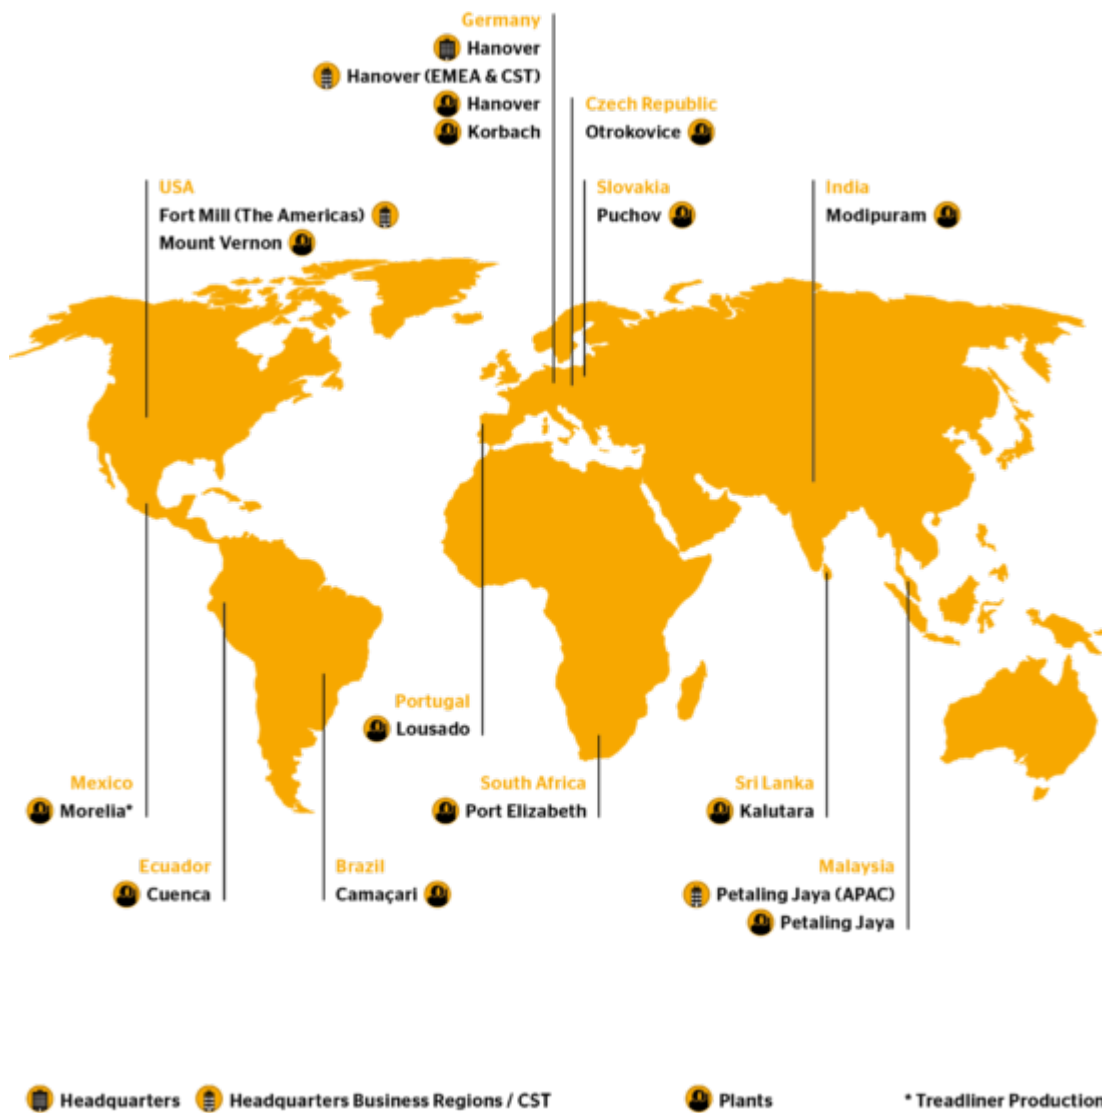 Germany
Hanover
Hanover (EMEA & CST)
Hanover
Korbach
Czech Republic
Otrokovice
USA
Fort Mill (The Americas)
Mount Vernon
Slovakia
Puchov
India
Modipuram
Portugal
Lousado
Mexico
Morelia*
South Africa
Port Elizabeth
Sri Lanka
Kalutara
Ecuador
Cuenca
Brazil
Camaçari
Malaysia
Petaling Jaya (APAC)
Petaling Jaya
Headquarters
Headquarters Business Regions / CST
Plants
* Treadliner Production